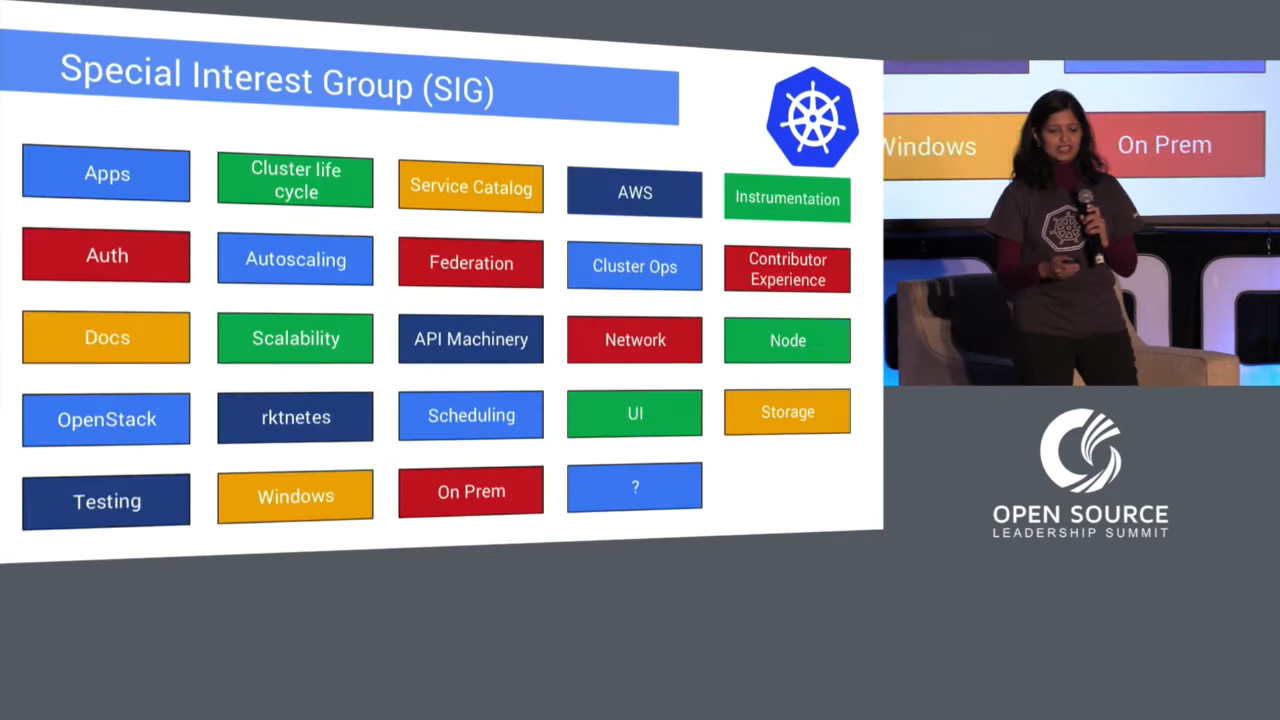 Special Interest Group (SIG)
Apps
Cluster life
cycle
Service Catalog
AWS
Instrumentation
Auth
Autoscaling
Federation
Cluster Ops
Contributor
Experience
Docs
Scalability
API Machinery
Network
Node
OpenStack
rktnetes
Scheduling
UI
Storage
Testing
Windows
On Prem
?
Windows
On Prem
OPEN SOURCE
LEADERSHIP SUMMIT